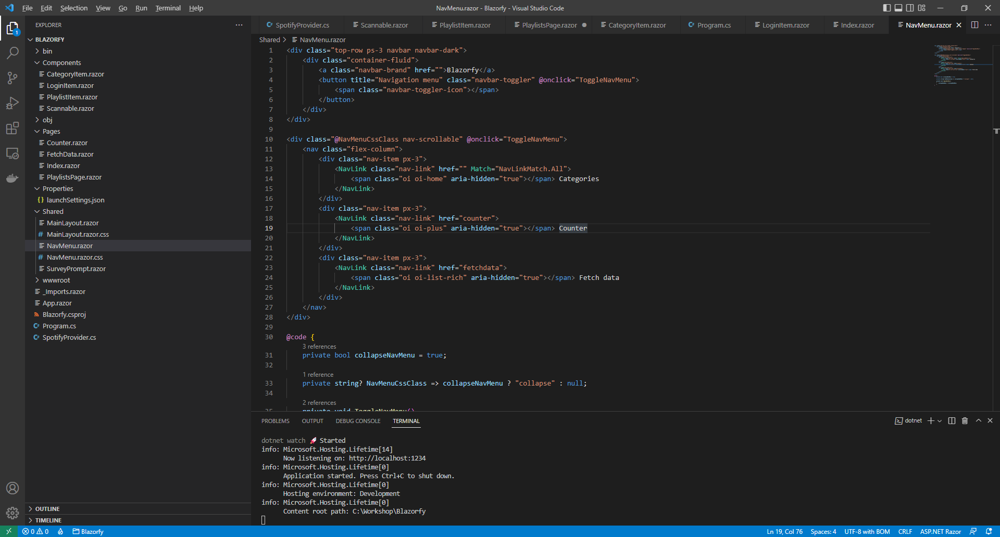 File Edit Selection View Go Run Terminal Help
NavMenu.razor - Blazorfy - Visual Studio Code
EXPLORER
1
BLAZORFY
bin
Components
CategoryItem.razor
LoginItem.razor
PlaylistItem.razor
Scannable.razor
obj
Pages
Counter.razor
FetchData.razor
Index.razor
PlaylistsPage.razor
Properties
launchSettings.json
Shared
MainLayout.razor
MainLayout.razor.css
NavMenu.razor
NavMenu.razor.css
SurveyPrompt.razor
wwwroot
_Imports.razor
App.razor
Blazorfy.csproj
Program.cs
SpotifyProvider.cs
OUTLINE
TIMELINE
SpotifyProvider.cs Scannable.razor PlaylistItem.razor PlaylistsPage.razor CategoryItem.razor Program.cs LoginItem.razor Index.razor NavMenu.razor
Shared > NavMenu.razor
1 <div class="top-row ps-3 navbar navbar-dark">
2 <div class="container-fluid">
3 <a class="navbar-brand" href="">Blazorfy</a>
4 <button title="Navigation menu" class="navbar-toggler" @onclick="ToggleNavMenu">
5 <span class="navbar-toggler-icon"></span>
6 </button>
7 </div>
8 </div>
9
10 <div class="@NavMenuCssClass nav-scrollable" @onclick="ToggleNavMenu">
11 <nav class="flex-column">
12 <div class="nav-item px-3">
13 <NavLink class="nav-link" href="" Match="NavLinkMatch.All">
14 <span class="oi oi-home" aria-hidden="true"></span> Categories
15 </NavLink>
16 </div>
17 <div class="nav-item px-3">
18 <NavLink class="nav-link" href="counter">
19 <span class="oi oi-plus" aria-hidden="true"></span> Counter
20 </NavLink>
21 </div>
22 <div class="nav-item px-3">
23 <NavLink class="nav-link" href="fetchdata">
24 <span class="oi oi-list-rich" aria-hidden="true"></span> Fetch data
25 </NavLink>
26 </div>
27 </nav>
28 </div>
29
30 @code {
3 references
31 private bool collapseNavMenu = true;
32
1 reference
33 private string? NavMenuCssClass => collapseNavMenu ? "collapse" : null;
34
2 references
35 private void ToggleNavMenu()
PROBLEMS OUTPUT DEBUG CONSOLE TERMINAL
dotnet
dotnet watch 🚀 Started
info: Microsoft.Hosting.Lifetime[14]
Now listening on: http://localhost:1234
info: Microsoft.Hosting.Lifetime[0]
Application started. Press Ctrl+C to shut down.
info: Microsoft.Hosting.Lifetime[0]
Hosting environment: Development
info: Microsoft.Hosting.Lifetime[0]
Content root path: C:\Workshop\Blazorfy
0 0 Blazorfy
Ln 19, Col 76 Spaces: 4 UTF-8 with BOM CRLF ASP.NET Razor